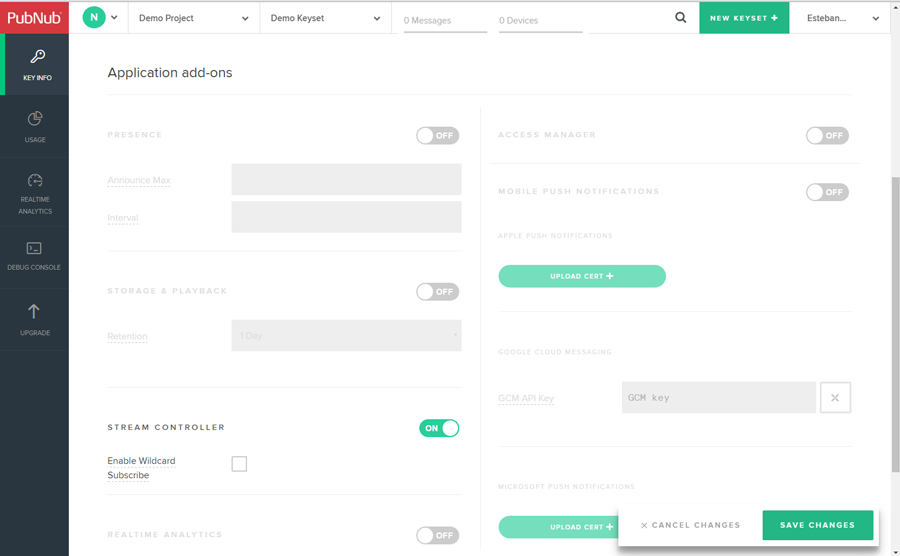 PubNub
N
Demo Project
Demo Keyset
0 Messages
0 Devices
NEW KEYSET +
Esteban...
KEY INFO
USAGE
REALTIME
ANALYTICS
DEBUG CONSOLE
UPGRADE
Application add-ons
PRESENCE
OFF
Announce Max
Interval
STORAGE & PLAYBACK
OFF
Retention
1 Day
STREAM CONTROLLER
ON
Enable Wildcard
Subscribe
REALTIME ANALYTICS
OFF
ACCESS MANAGER
OFF
MOBILE PUSH NOTIFICATIONS
OFF
APPLE PUSH NOTIFICATIONS
UPLOAD CERT +
GOOGLE CLOUD MESSAGING
GCM API Key
GCM key
MICROSOFT PUSH NOTIFICATIONS
UPLOAD CERT +
CANCEL CHANGES
SAVE CHANGES